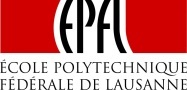 EPFL
ÉCOLE POLYTECHNIQUE
FÉDÉRALE DE LAUSANNE